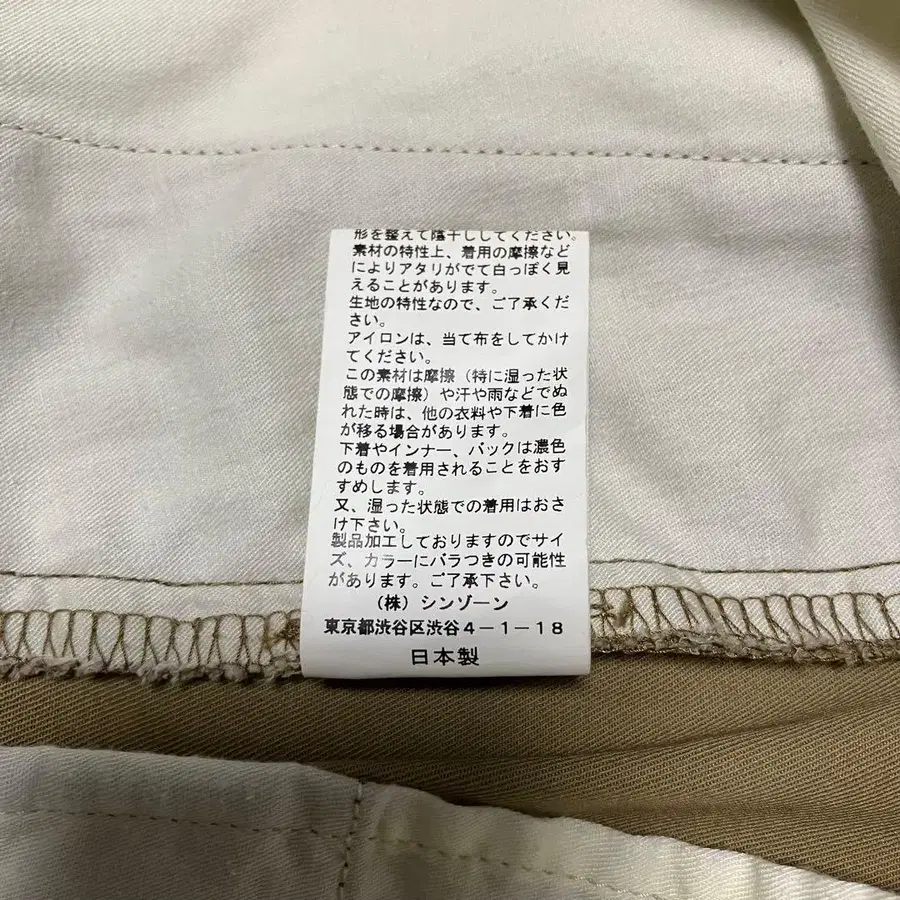 形を整えて陰干ししてください。
素材の特性上、着用の摩擦など
によりアタリがでて白っぽく見
えることがあります。
生地の特性なので、ご了承くだ
さい。
アイロンは、当て布をしてかけ
てください。
この素材は摩擦（特に湿った状
態での摩擦）や汗や雨などでぬ
れた時は、他の衣料や下着に色
が移る場合があります。
下着やインナー、バックは濃色
のものを着用されることをおす
すめします。
又、湿った状態での着用はおさ
け下さい。
製品加工しておりますのでサイ
ズ、カラーにバラつきの可能性
があります。ご了承下さい。
（株）シンゾーン
東京都渋谷区渋谷４－１－１８
日本製